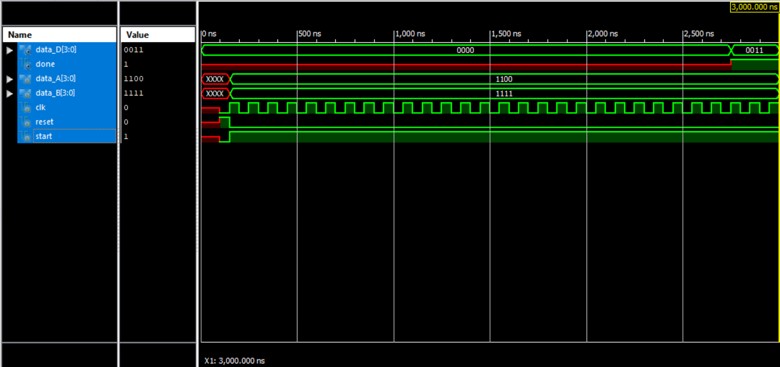 3,000.000 ns
Name Value
0 ns 500 ns 1,000 ns 1,500 ns 2,000 ns 2,500 ns
data_D[3:0] 0011 0000 0011
done 1
data_A[3:0] 1100 XXXX 1100
data_B[3:0] 1111 XXXX 1111
clk 0
reset 0
start 1
X1: 3,000.000 ns